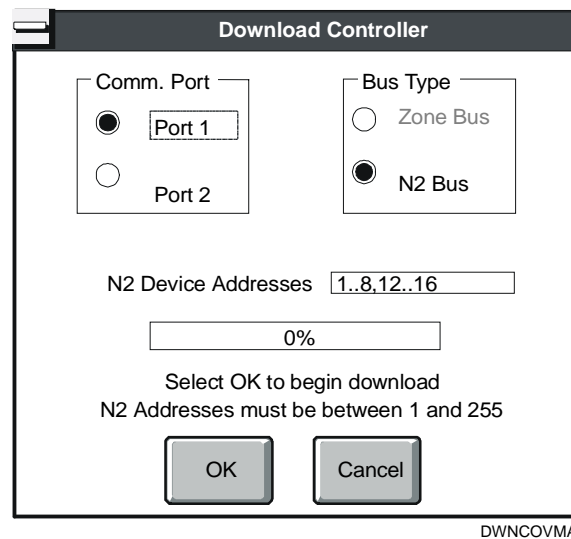 Download Controller
Comm. Port
Bus Type
Port 1
Zone Bus
Port 2
N2 Bus
N2 Device Addresses 1..8,12..16
0%
Select OK to begin download
N2 Addresses must be between 1 and 255
OK
Cancel
DWNCOVMA